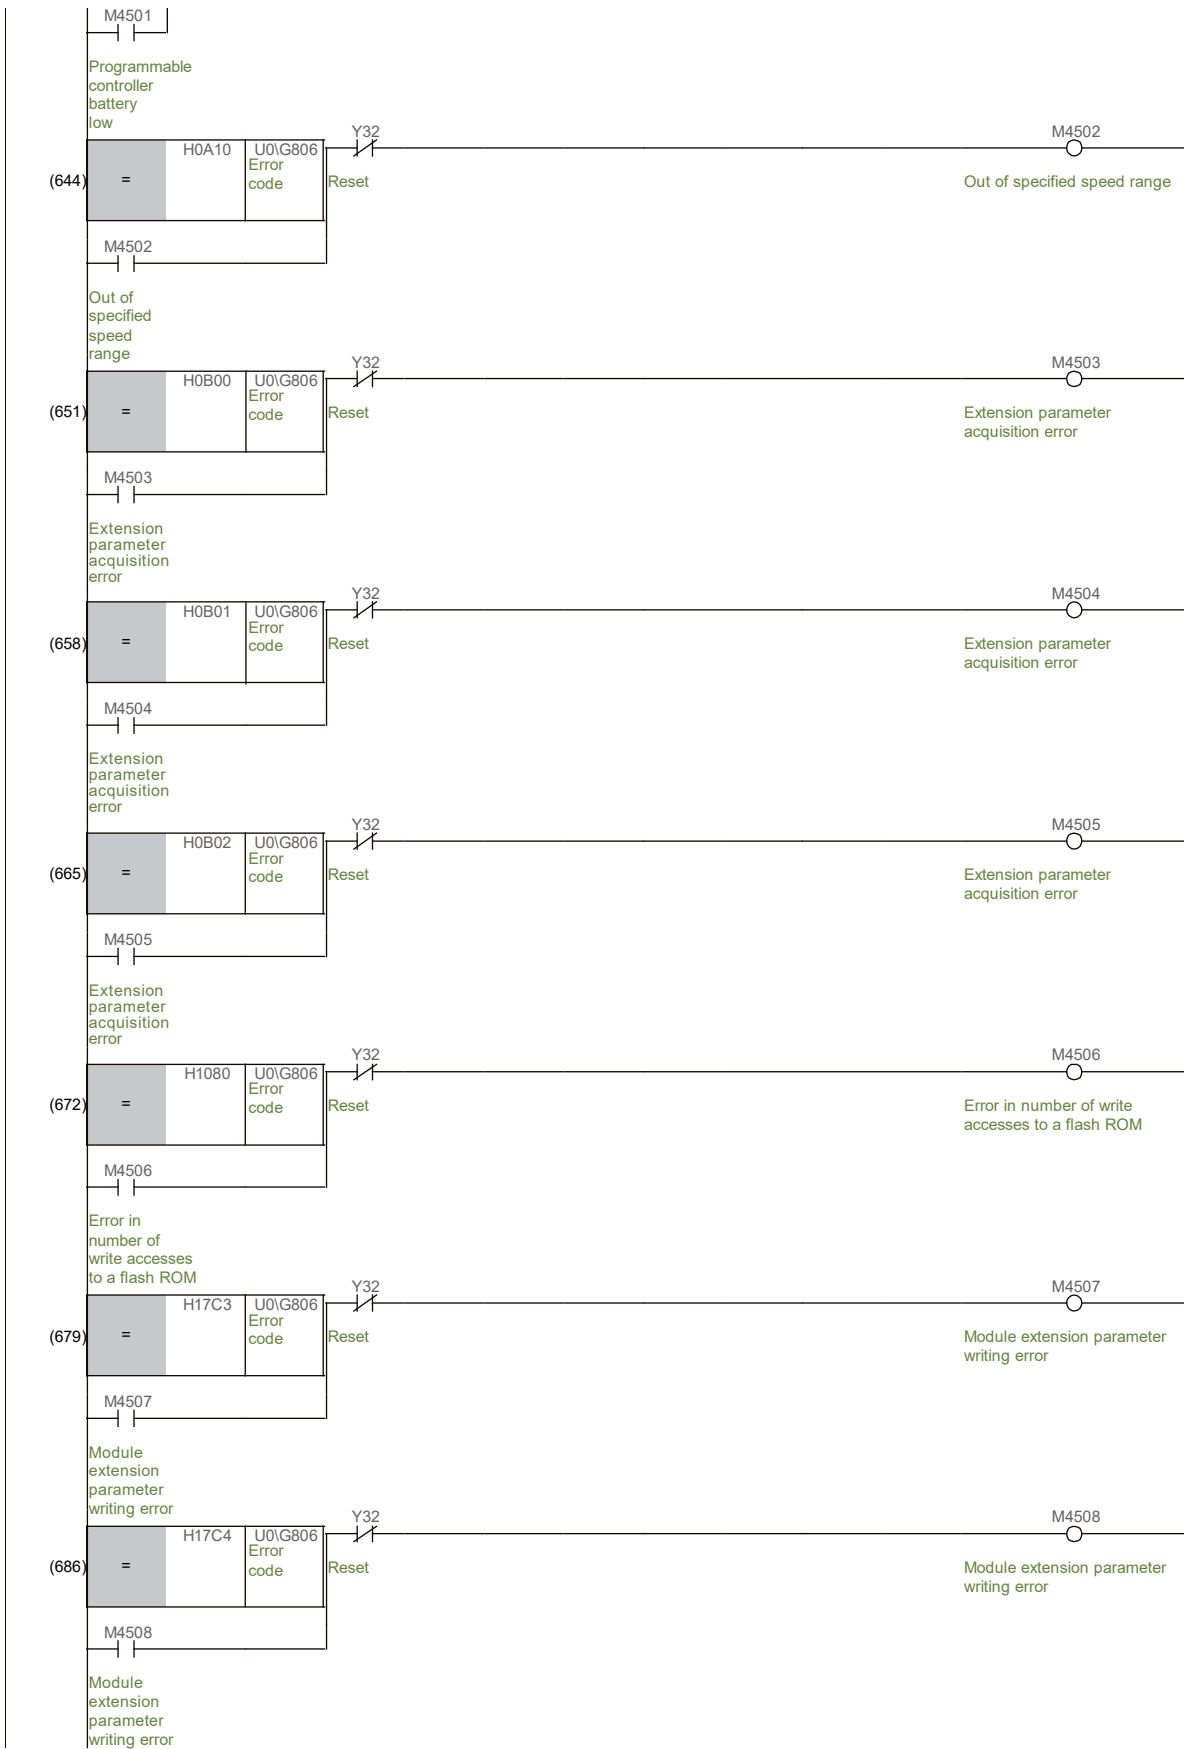 M4501
Programmable
controller
battery
low
Y32
M4502
H0A10
U0\G806
Error
code
(644)
=
Reset
Out of specified speed range
M4502
Out of
specified
speed
range
Y32
M4503
H0B00
U0\G806
Error
code
(651)
=
Reset
Extension parameter
acquisition error
M4503
Extension
parameter
acquisition
error
Y32
M4504
H0B01
U0\G806
Error
code
(658)
=
Reset
Extension parameter
acquisition error
M4504
Extension
parameter
acquisition
error
Y32
M4505
H0B02
U0\G806
Error
code
(665)
=
Reset
Extension parameter
acquisition error
M4505
Extension
parameter
acquisition
error
Y32
M4506
H1080
U0\G806
Error
code
(672)
=
Reset
Error in number of write
accesses to a flash ROM
M4506
Error in
number of
write accesses
to a flash ROM
Y32
M4507
H17C3
U0\G806
Error
code
(679)
=
Reset
Module extension parameter
writing error
M4507
Module
extension
parameter
writing error
Y32
M4508
H17C4
U0\G806
Error
code
(686)
=
Reset
Module extension parameter
writing error
M4508
Module
extension
parameter
writing error